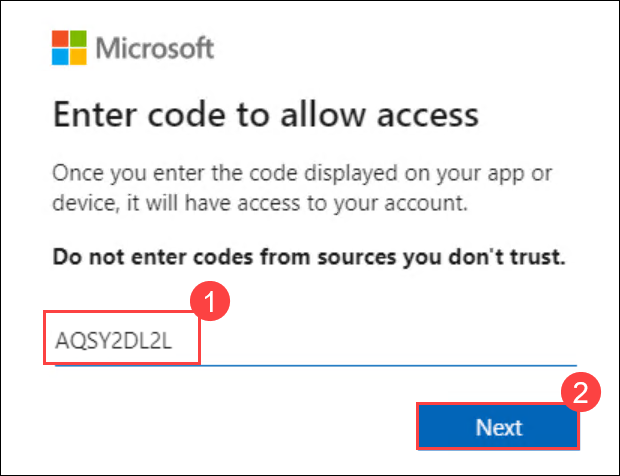 Microsoft
Enter code to allow access
Once you enter the code displayed on your app or
device, it will have access to your account.
Do not enter codes from sources you don't trust.
1
AQSY2DL2L
2
Next